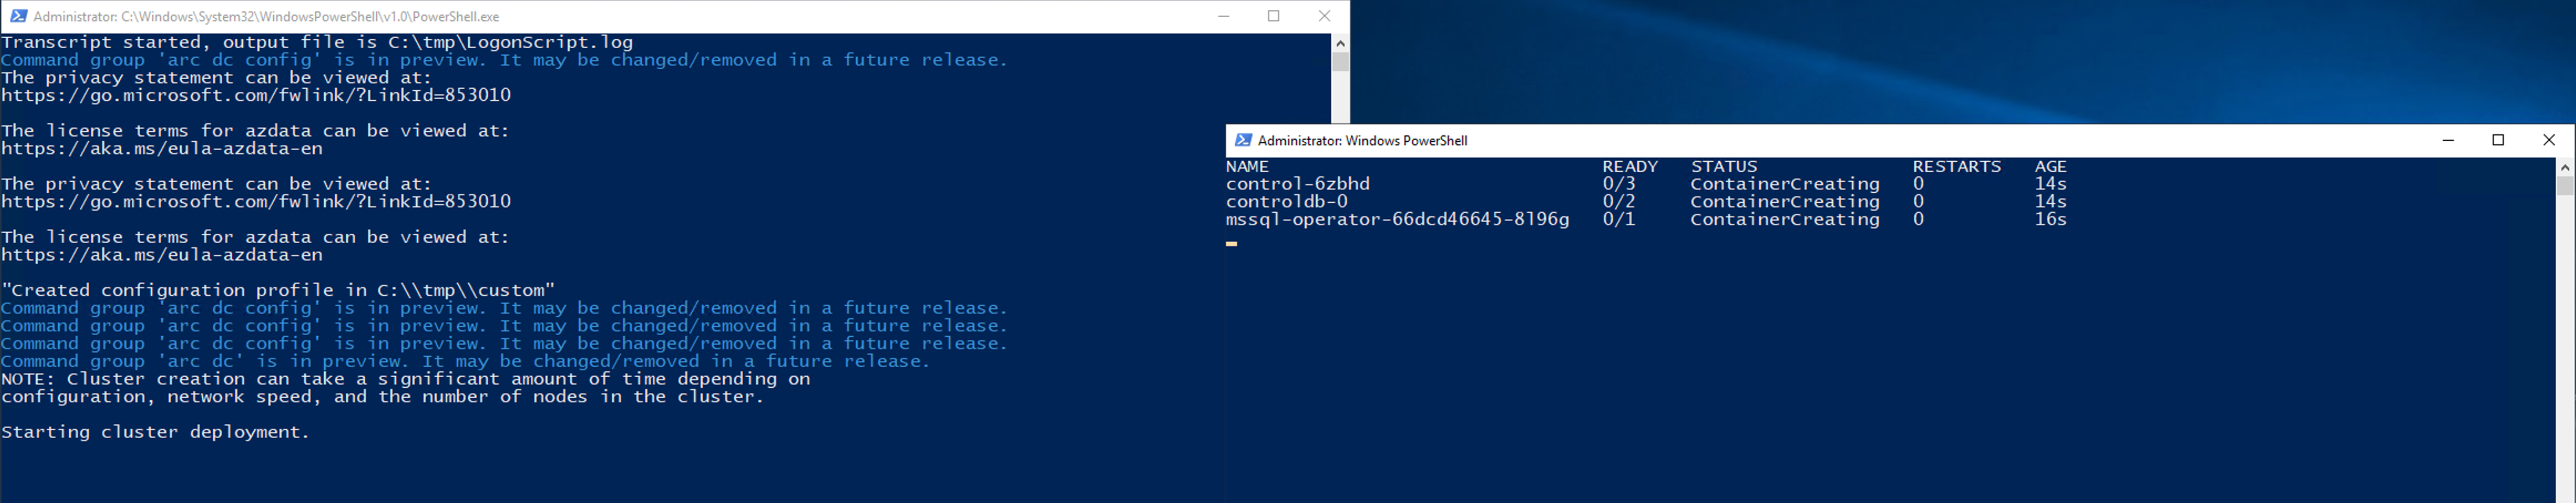 Administrator: C:\Windows\System32\WindowsPowerShell\v1.0\PowerShell.exe
Transcript started, output file is C:\tmp\LogonScript.log
Command group 'arc dc config' is in preview. It may be changed/removed in a future release.
The privacy statement can be viewed at:
https://go.microsoft.com/fwlink/?LinkId=853010
The license terms for azdata can be viewed at:
https://aka.ms/eula-azdata-en
The privacy statement can be viewed at:
https://go.microsoft.com/fwlink/?LinkId=853010
The license terms for azdata can be viewed at:
https://aka.ms/eula-azdata-en
"Created configuration profile in C:\\tmp\\custom"
Command group 'arc dc config' is in preview. It may be changed/removed in a future release.
Command group 'arc dc config' is in preview. It may be changed/removed in a future release.
Command group 'arc dc config' is in preview. It may be changed/removed in a future release.
Command group 'arc dc' is in preview. It may be changed/removed in a future release.
NOTE: Cluster creation can take a significant amount of time depending on
configuration, network speed, and the number of nodes in the cluster.
Starting cluster deployment.
Administrator: Windows PowerShell
NAME READY STATUS RESTARTS AGE
control-6zbhd 0/3 ContainerCreating 0 14s
controldb-0 0/2 ContainerCreating 0 14s
mssql-operator-66dcd46645-8l96g 0/1 ContainerCreating 0 16s